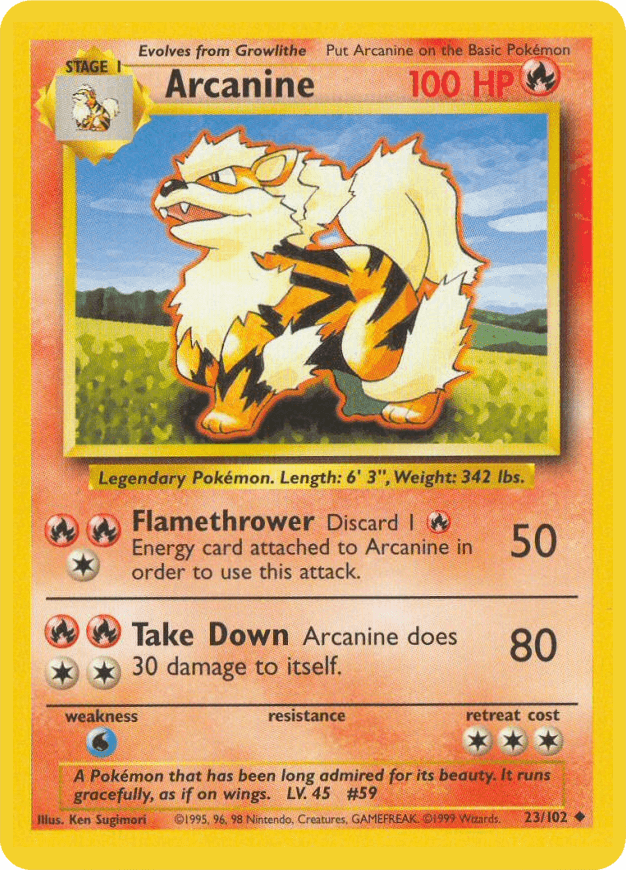 Evolves from Growlithe Put Arcanine on the Basic Pokémon
STAGE 1
Arcanine 100 HP
Legendary Pokémon. Length: 6' 3", Weight: 342 lbs.
Flamethrower Discard 1
Energy card attached to Arcanine in
order to use this attack.
50
Take Down Arcanine does
30 damage to itself.
80
weakness resistance retreat cost
A Pokémon that has been long admired for its beauty. It runs
gracefully, as if on wings. LV. 45 #59
Illus. Ken Sugimori ©1995, 96, 98 Nintendo, Creatures, GAMEFREAK. ©1999 Wizards. 23/102